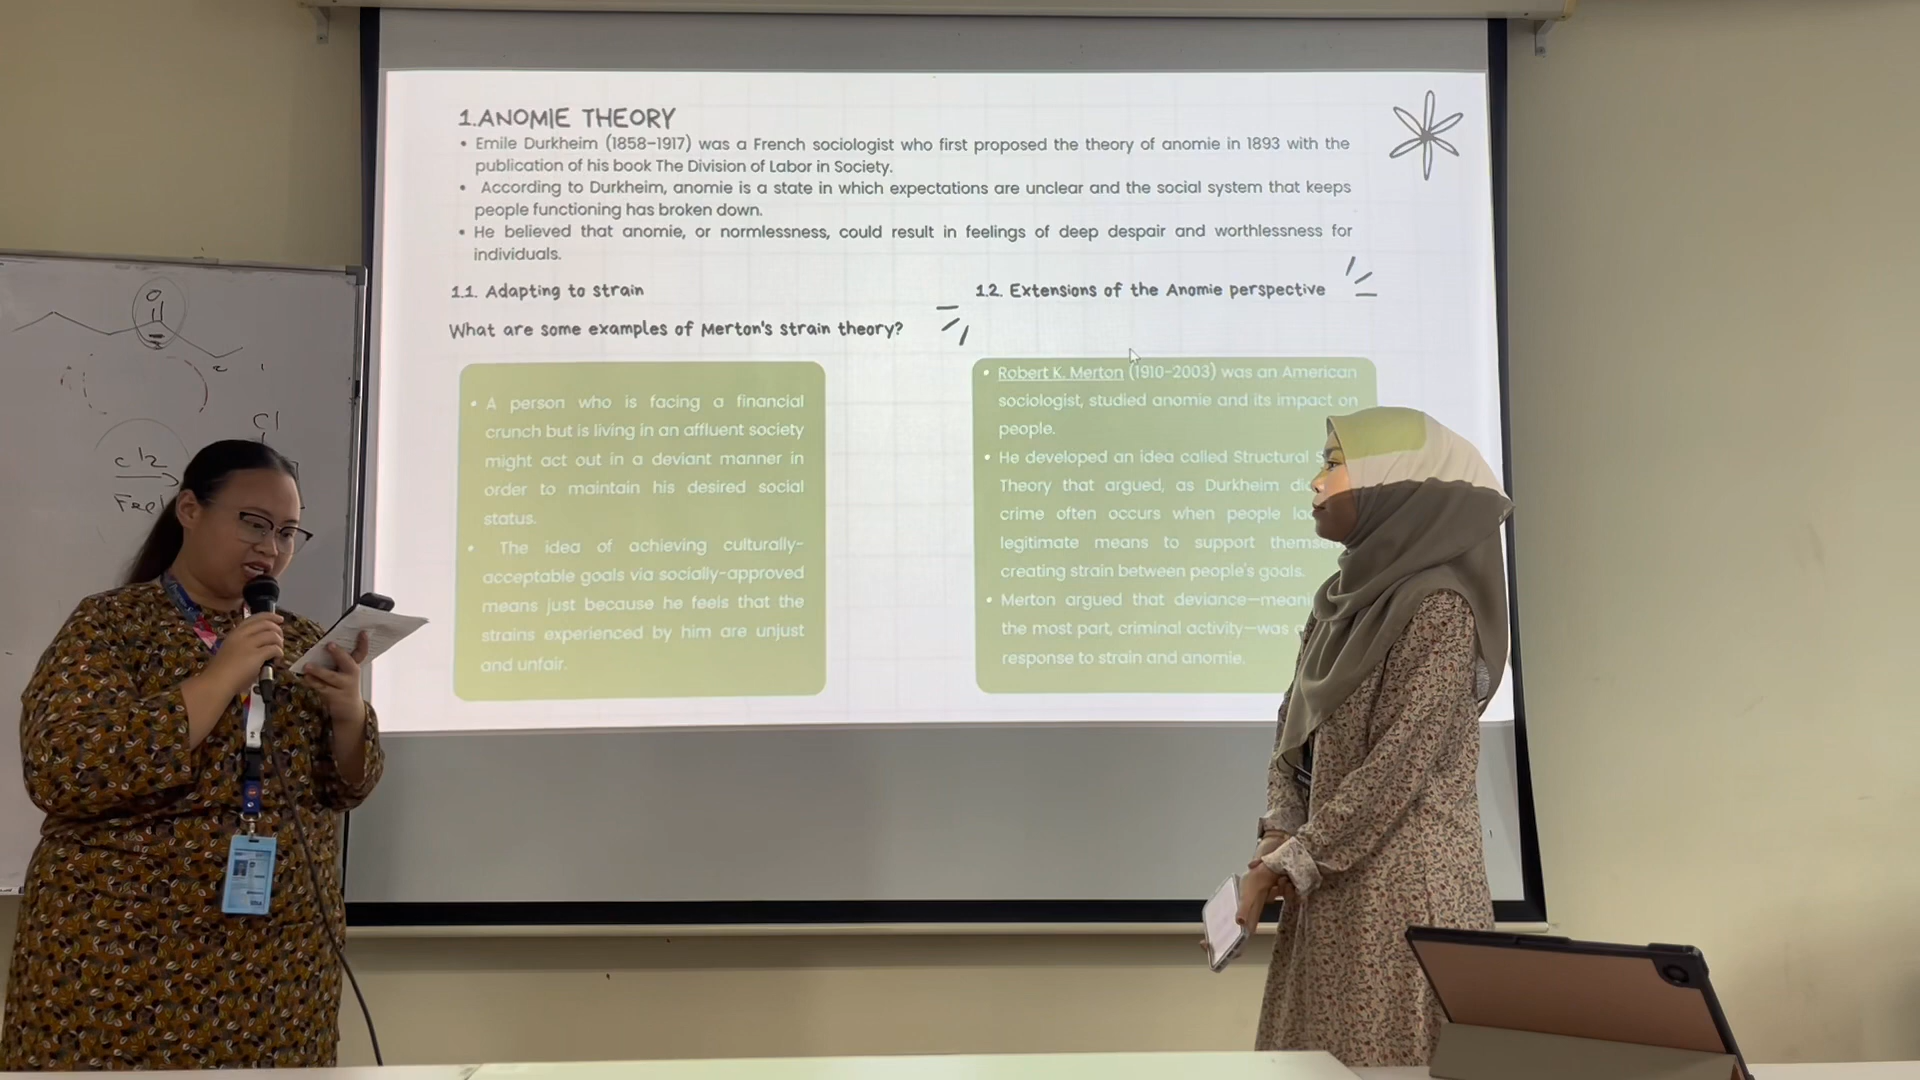 1.ANOMIE THEORY
• Emile Durkheim (1858-1917) was a French sociologist who first proposed the theory of anomie in 1893 with the
publication of his book The Division of Labor in Society.
• According to Durkheim, anomie is a state in which expectations are unclear and the social system that keeps
people functioning has broken down.
• He believed that anomie, or normlessness, could result in feelings of deep despair and worthlessness for
individuals.
1.1. Adapting to strain
What are some examples of Merton's strain theory?
• A person who is facing a financial
crunch but is living in an affluent society
might act out in a deviant manner in
order to maintain his desired social
status.
• The idea of achieving culturally-
acceptable goals via socially-approved
means just because he feels that the
strains experienced by him are unjust
and unfair.
1.2. Extensions of the Anomie perspective
• Robert K. Merton (1910-2003) was an American
sociologist, studied anomie and its impact on
people.
• He developed an idea called Structural
Theory that argued, as Durkheim
crime often occurs when people
legitimate means to support
creating strain between people's goals.
• Merton argued that
the most part, criminal activity—was
response to strain and anomie.
O
Cl